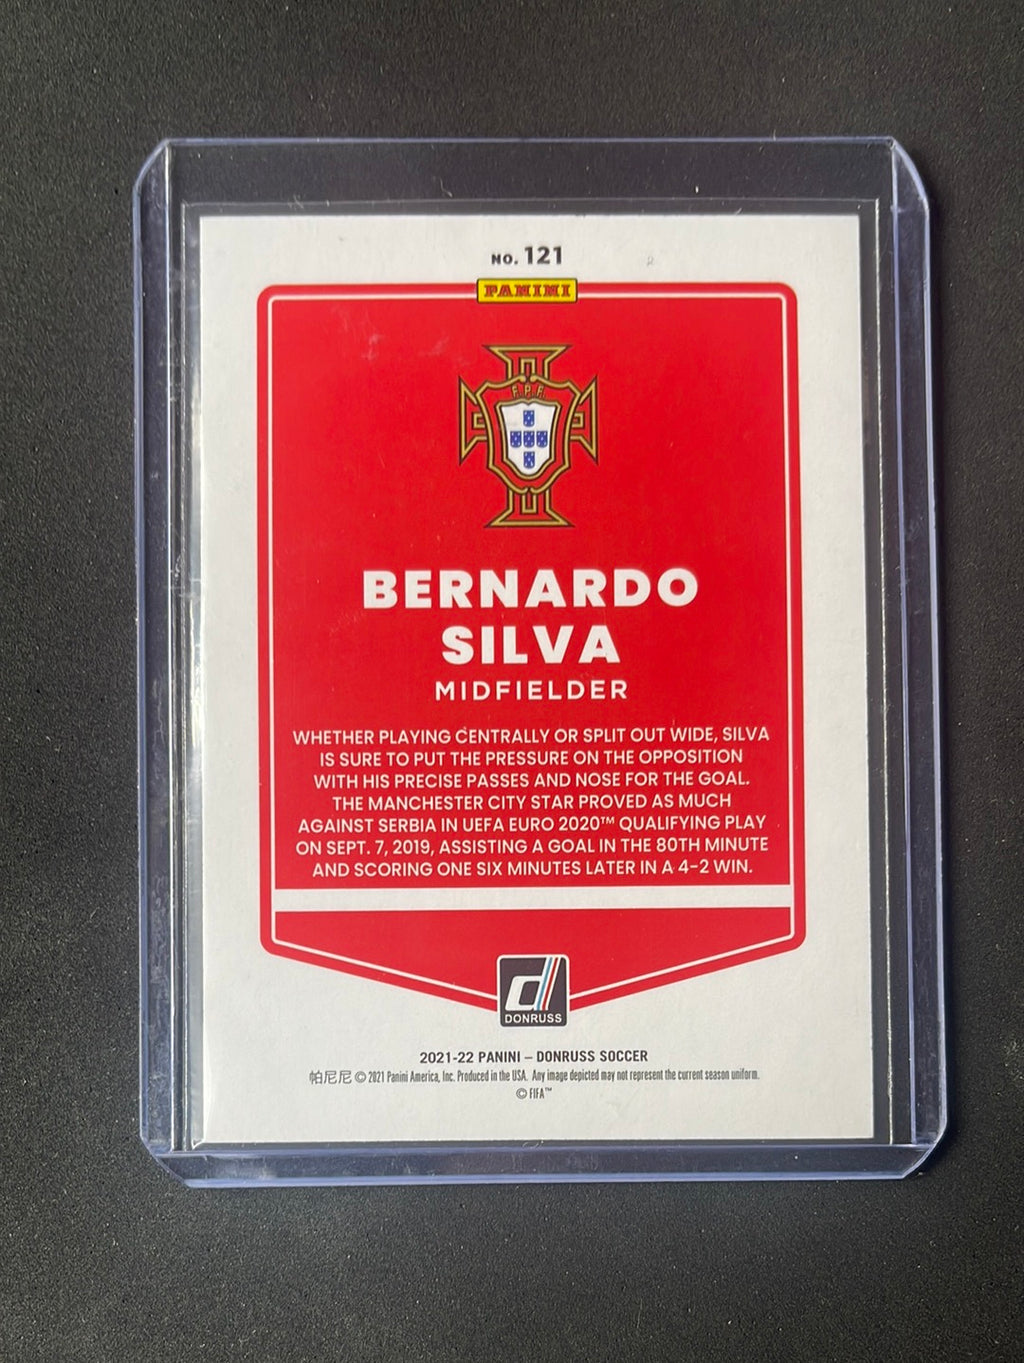 NO. 121
PANINI
F.P.F.
BERNARDO
SILVA
MIDFIELDER
WHETHER PLAYING CENTRALLY OR SPLIT OUT WIDE, SILVA
IS SURE TO PUT THE PRESSURE ON THE OPPOSITION
WITH HIS PRECISE PASSES AND NOSE FOR THE GOAL.
THE MANCHESTER CITY STAR PROVED AS MUCH
AGAINST SERBIA IN UEFA EURO 2020™ QUALIFYING PLAY
ON SEPT. 7, 2019, ASSISTING A GOAL IN THE 80TH MINUTE
AND SCORING ONE SIX MINUTES LATER IN A 4-2 WIN.
d
DONRUSS
2021-22 PANINI – DONRUSS SOCCER
帕尼尼 © 2021 Panini America, Inc. Produced in the USA. Any image depicted may not represent the current season uniform.
© FIFA™